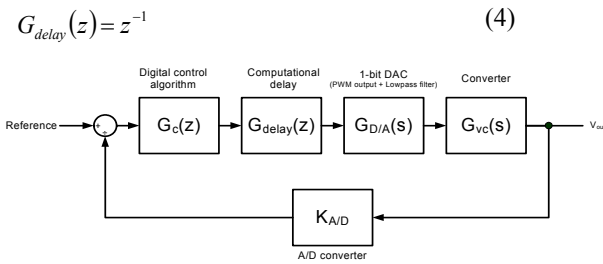 G_delay(z) = z^-1 (4)
Digital control algorithm
Computational delay
1-bit DAC
(PWM output + Lowpass filter)
Converter
Reference
+
÷
G_c(z)
G_delay(z)
G_D/A(s)
G_vc(s)
V_ou
K_A/D
A/D converter